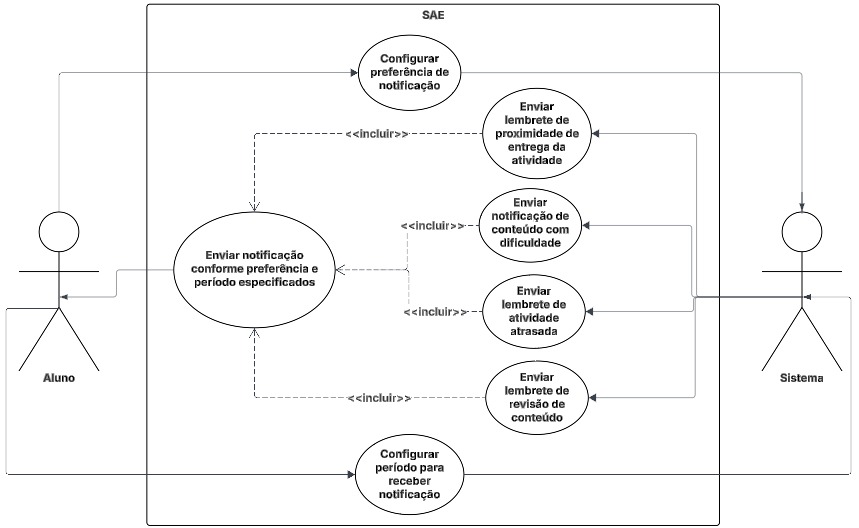 SAE
Configurar
preferência de
notificação
Enviar
lembrete de
proximidade de
entrega da
atividade
<<incluir>>
Enviar
notificação de
conteúdo com
dificuldade
<<incluir>>
Enviar notificação
conforme preferência e
período especificados
Enviar
lembrete de
atividade
atrasada
<<incluir>>
Aluno
Sistema
Enviar
lembrete de
revisão de
conteúdo
<<incluir>>
Configurar
período para
receber
notificação